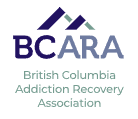 BCARA
British Columbia
Addiction Recovery
Association